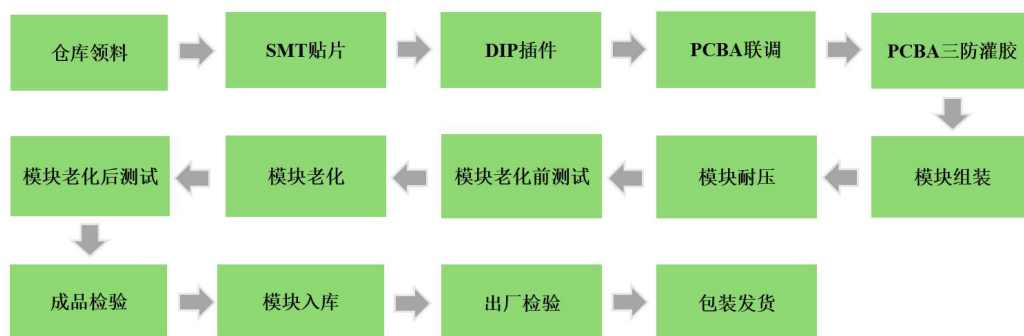 仓库领料
SMT贴片
DIP插件
PCBA联调
PCBA三防灌胶
模块组装
模块耐压
模块老化前测试
模块老化
模块老化后测试
成品检验
模块入库
出厂检验
包装发货